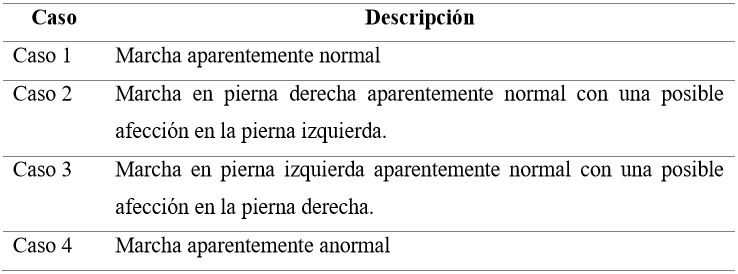 Caso Descripción
Caso 1 Marcha aparentemente normal
Caso 2 Marcha en pierna derecha aparentemente normal con una posible
afección en la pierna izquierda.
Caso 3 Marcha en pierna izquierda aparentemente normal con una posible
afección en la pierna derecha.
Caso 4 Marcha aparentemente anormal